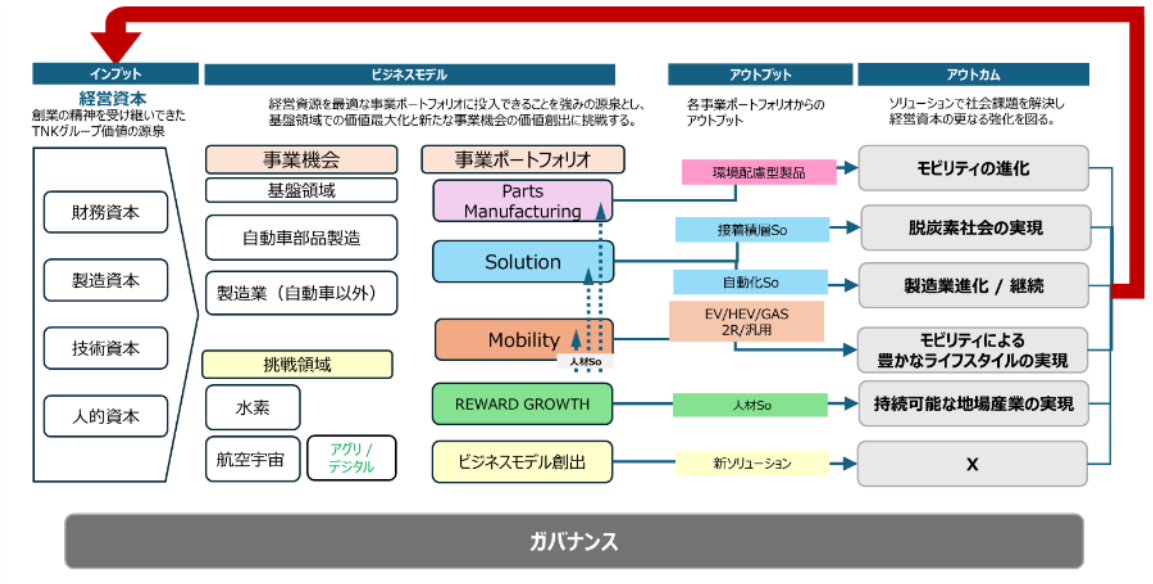 インプット
経営資本
創業の精神を受け継いできた
TNKグループ価値の源泉
財務資本
製造資本
技術資本
人的資本
ビジネスモデル
経営資源を最適な事業ポートフォリオに投入できることを強みの源泉とし、
基盤領域での価値最大化と新たな事業機会の価値創出に挑戦する。
事業機会
基盤領域
自動車部品製造
製造業（自動車以外）
挑戦領域
水素
航空宇宙
アグリ /
デジタル
事業ポートフォリオ
Parts
Manufacturing
Solution
Mobility
人材So
REWARD GROWTH
ビジネスモデル創出
アウトプット
各事業ポートフォリオからの
アウトプット
環境配慮型製品
接着積層So
自動化So
EV/HEV/GAS
2R/汎用
人材So
新ソリューション
アウトカム
ソリューションで社会課題を解決し
経営資本の更なる強化を図る。
モビリティの進化
脱炭素社会の実現
製造業進化 / 継続
モビリティによる
豊かなライフスタイルの実現
持続可能な地場産業の実現
X
ガバナンス